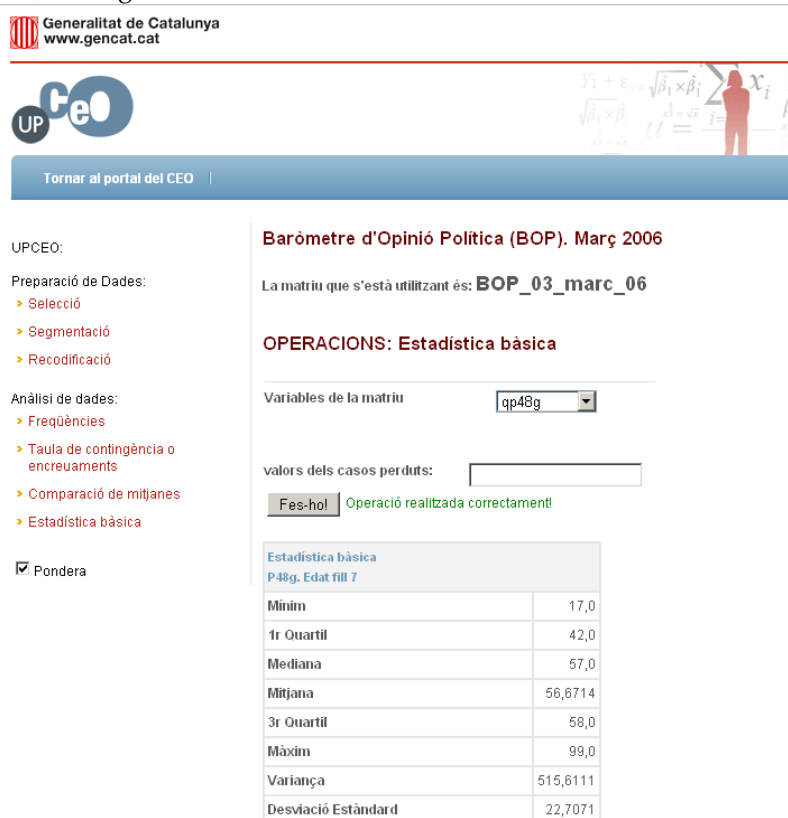 Generalitat de Catalunya
www.gencat.cat
UP CEO
Tornar al portal del CEO |
UPCEO:
Preparació de Dades:
Selecció
Segmentació
Recodificació
Anàlisi de dades:
Freqüències
Taula de contingència o
encreuaments
Comparació de mitjanes
Estadística bàsica
Pondera
Baròmetre d'Opinió Política (BOP). Març 2006
La matriu que s'està utilitzant és: BOP_03_marc_06
OPERACIONS: Estadística bàsica
Variables de la matriu qp48g
valors dels casos perduts:
Fes-ho! Operació realitzada correctament!
Estadística bàsica
P48g. Edat fill 7
Mínim 17,0
1r Quartil 42,0
Mediana 57,0
Mitjana 56,6714
3r Quartil 58,0
Màxim 99,0
Variança 515,6111
Desviació Estàndard 22,7071